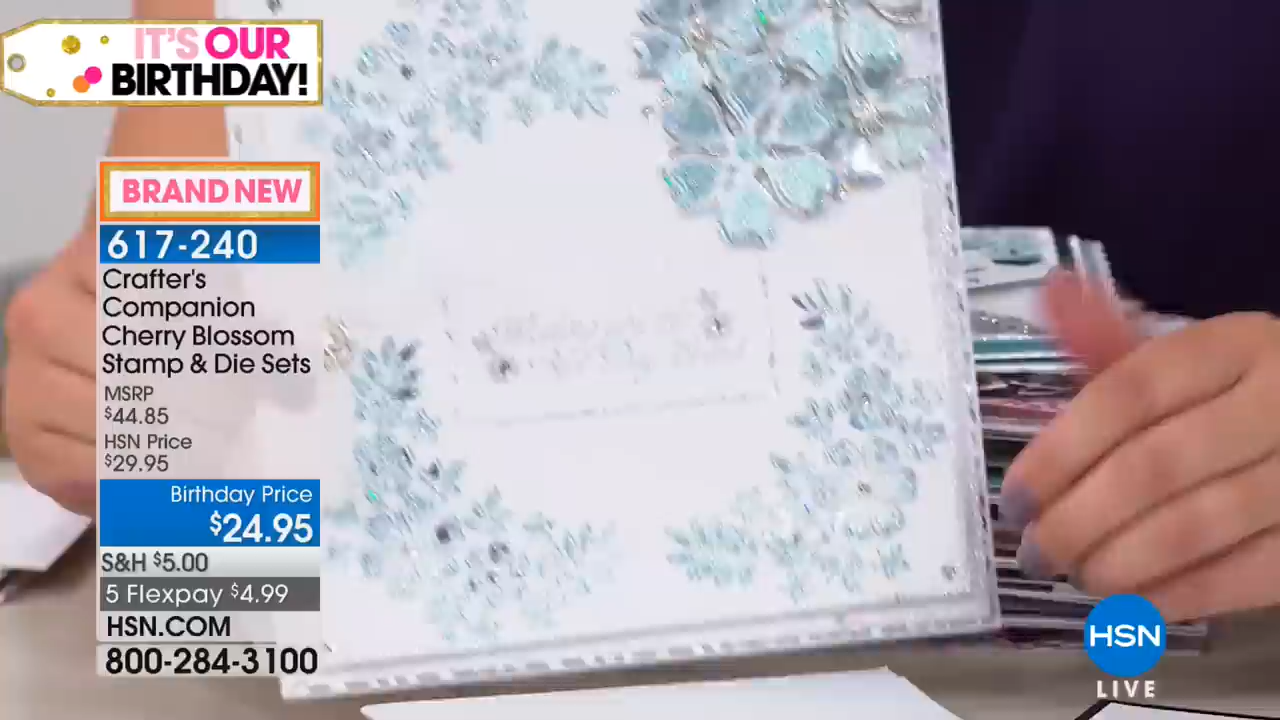 IT'S OUR
BIRTHDAY!
BRAND NEW
617-240
Crafter's
Companion
Cherry Blossom
Stamp & Die Sets
MSRP
$44.85
HSN Price
$29.95
Birthday Price
$24.95
S&H $5.00
5 Flexpay $4.99
HSN.COM
800-284-3100
HSN
LIVE